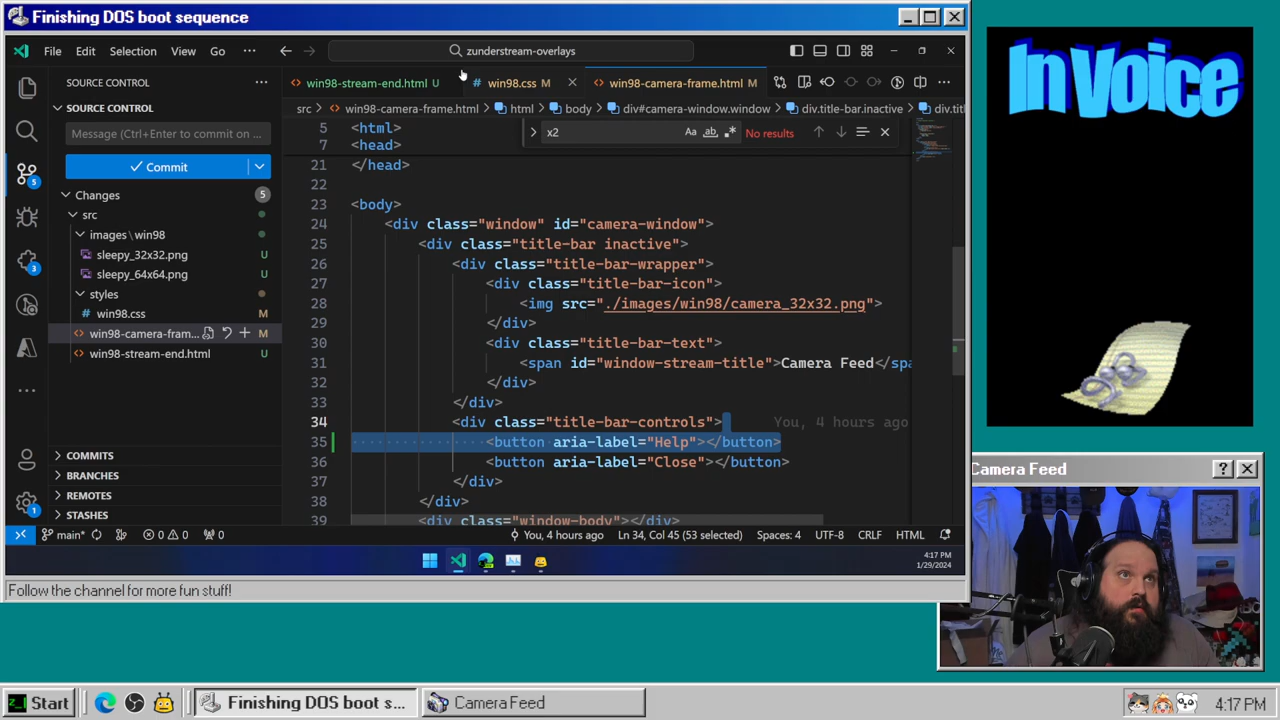 Finishing DOS boot sequence
File Edit Selection View Go ··· zunderstream-overlays
SOURCE CONTROL
win98-stream-end.html U
win98.css M
win98-camera-frame.html M
SOURCE CONTROL
src > win98-camera-frame.html > html > body > div#camera-window.window > div.title-bar.inactive >
Message (Ctrl+Enter to commit on ...
x2 Aa ab No results
Commit
Changes 5
src
images\win98
sleepy_32x32.png U
sleepy_64x64.png U
styles
win98.css M
win98-camera-fram... M
win98-stream-end.html U
COMMITS
BRANCHES
REMOTES
STASHES
5 <html>
7 <head>
21 </head>
22
23 <body>
24 <div class="window" id="camera-window">
25 <div class="title-bar inactive">
26 <div class="title-bar-wrapper">
27 <div class="title-bar-icon">
28 <img src="./images/win98/camera_32x32.png">
29 </div>
30 <div class="title-bar-text">
31 <span id="window-stream-title">Camera Feed</spa
32 </div>
33 </div>
34 <div class="title-bar-controls"> You, 4 hours ago
35 <button aria-label="Help"></button>
36 <button aria-label="Close"></button>
37 </div>
38 </div>
39 <div class="window-body"></div>
5
3
1
main* 0 0 0 You, 4 hours ago Ln 34, Col 45 (53 selected) Spaces: 4 UTF-8 CRLF HTML
4:17 PM
1/29/2024
Follow the channel for more fun stuff!
In Voice
Camera Feed ?
Start
Finishing DOS boot s...
Camera Feed
4:17 PM